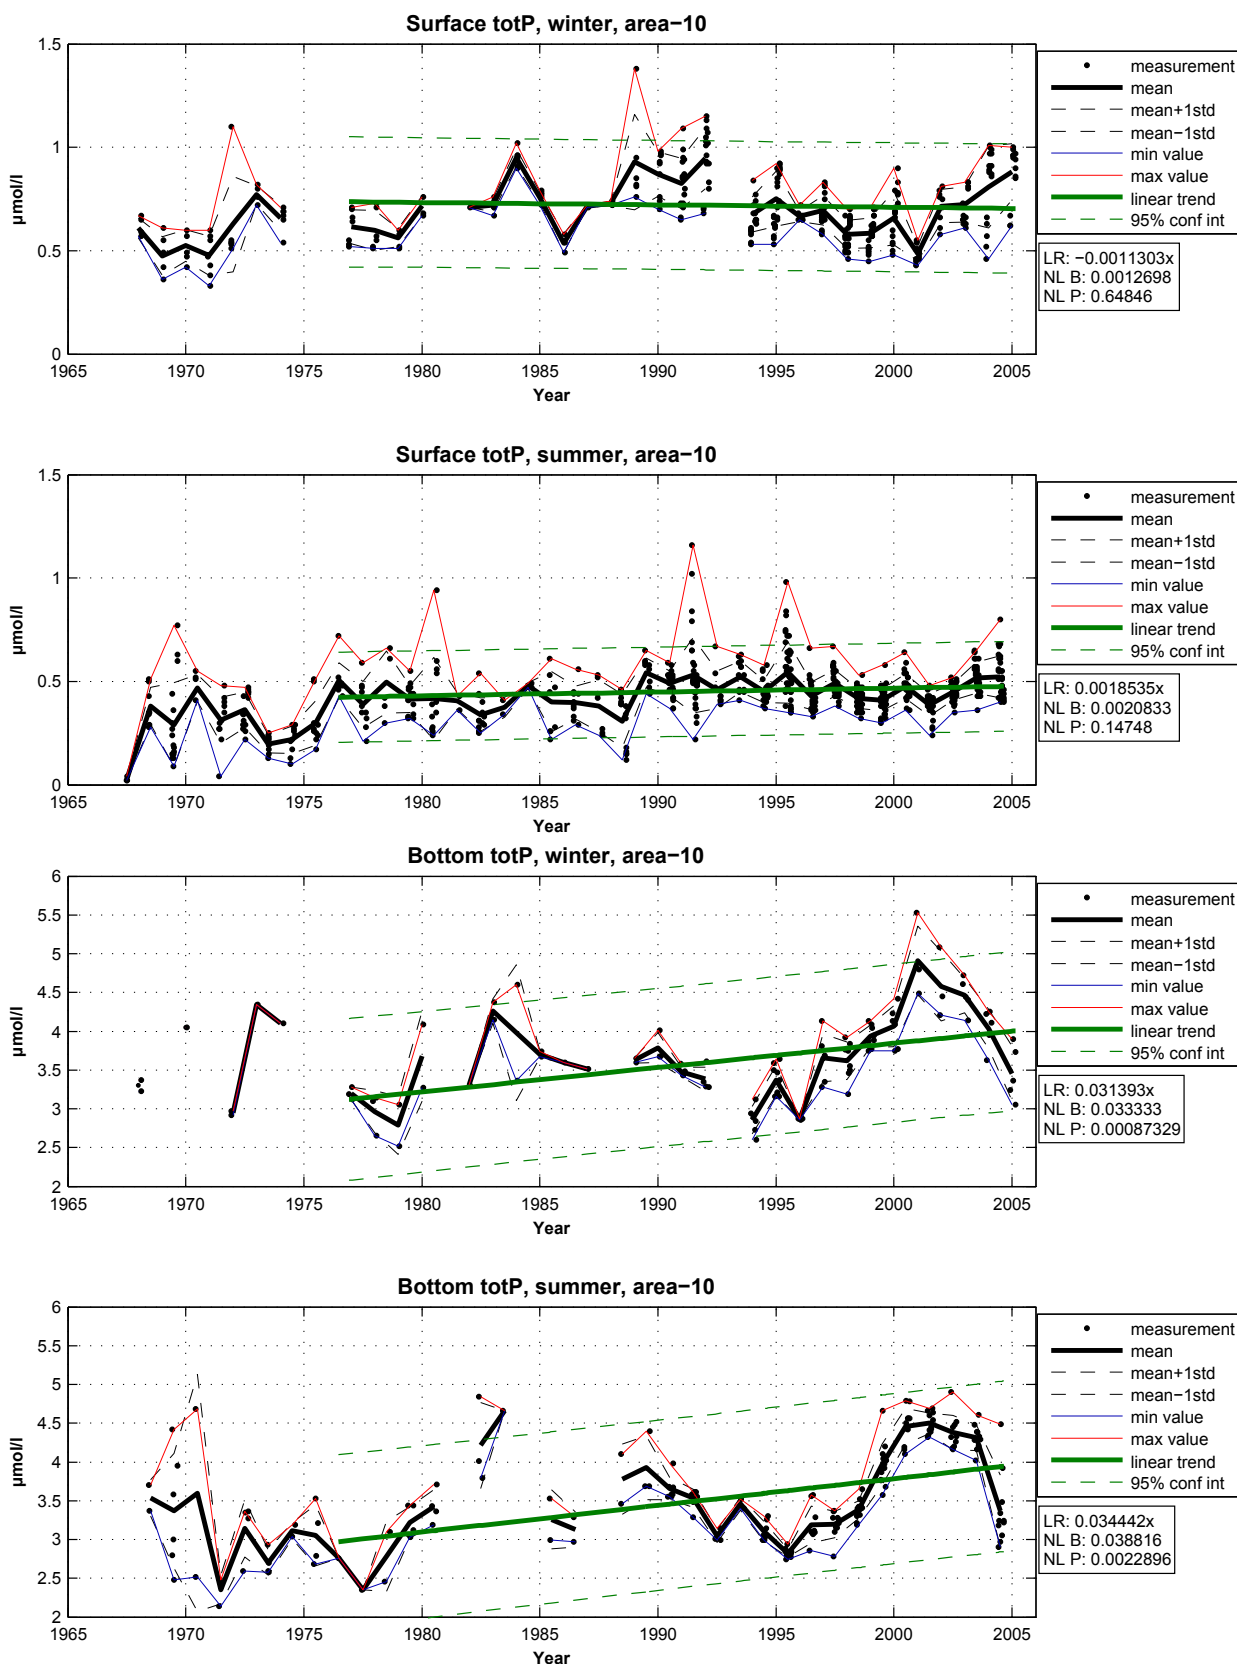 Surface totP, winter, area−10
1.5
1
0.5
0
µmol/l
1965 1970 1975 1980 1985 1990 1995 2000 2005
Year
measurement
mean
mean+1std
mean−1std
min value
max value
linear trend
95% conf int
LR: −0.0011303x
NL B: 0.0012698
NL P: 0.64846
Surface totP, summer, area−10
1.5
1
0.5
0
µmol/l
1965 1970 1975 1980 1985 1990 1995 2000 2005
Year
measurement
mean
mean+1std
mean−1std
min value
max value
linear trend
95% conf int
LR: 0.0018535x
NL B: 0.0020833
NL P: 0.14748
Bottom totP, winter, area−10
6
5.5
5
4.5
4
3.5
3
2.5
2
µmol/l
1965 1970 1975 1980 1985 1990 1995 2000 2005
Year
measurement
mean
mean+1std
mean−1std
min value
max value
linear trend
95% conf int
LR: 0.031393x
NL B: 0.033333
NL P: 0.00087329
Bottom totP, summer, area−10
6
5.5
5
4.5
4
3.5
3
2.5
2
µmol/l
1965 1970 1975 1980 1985 1990 1995 2000 2005
Year
measurement
mean
mean+1std
mean−1std
min value
max value
linear trend
95% conf int
LR: 0.034442x
NL B: 0.038816
NL P: 0.0022896